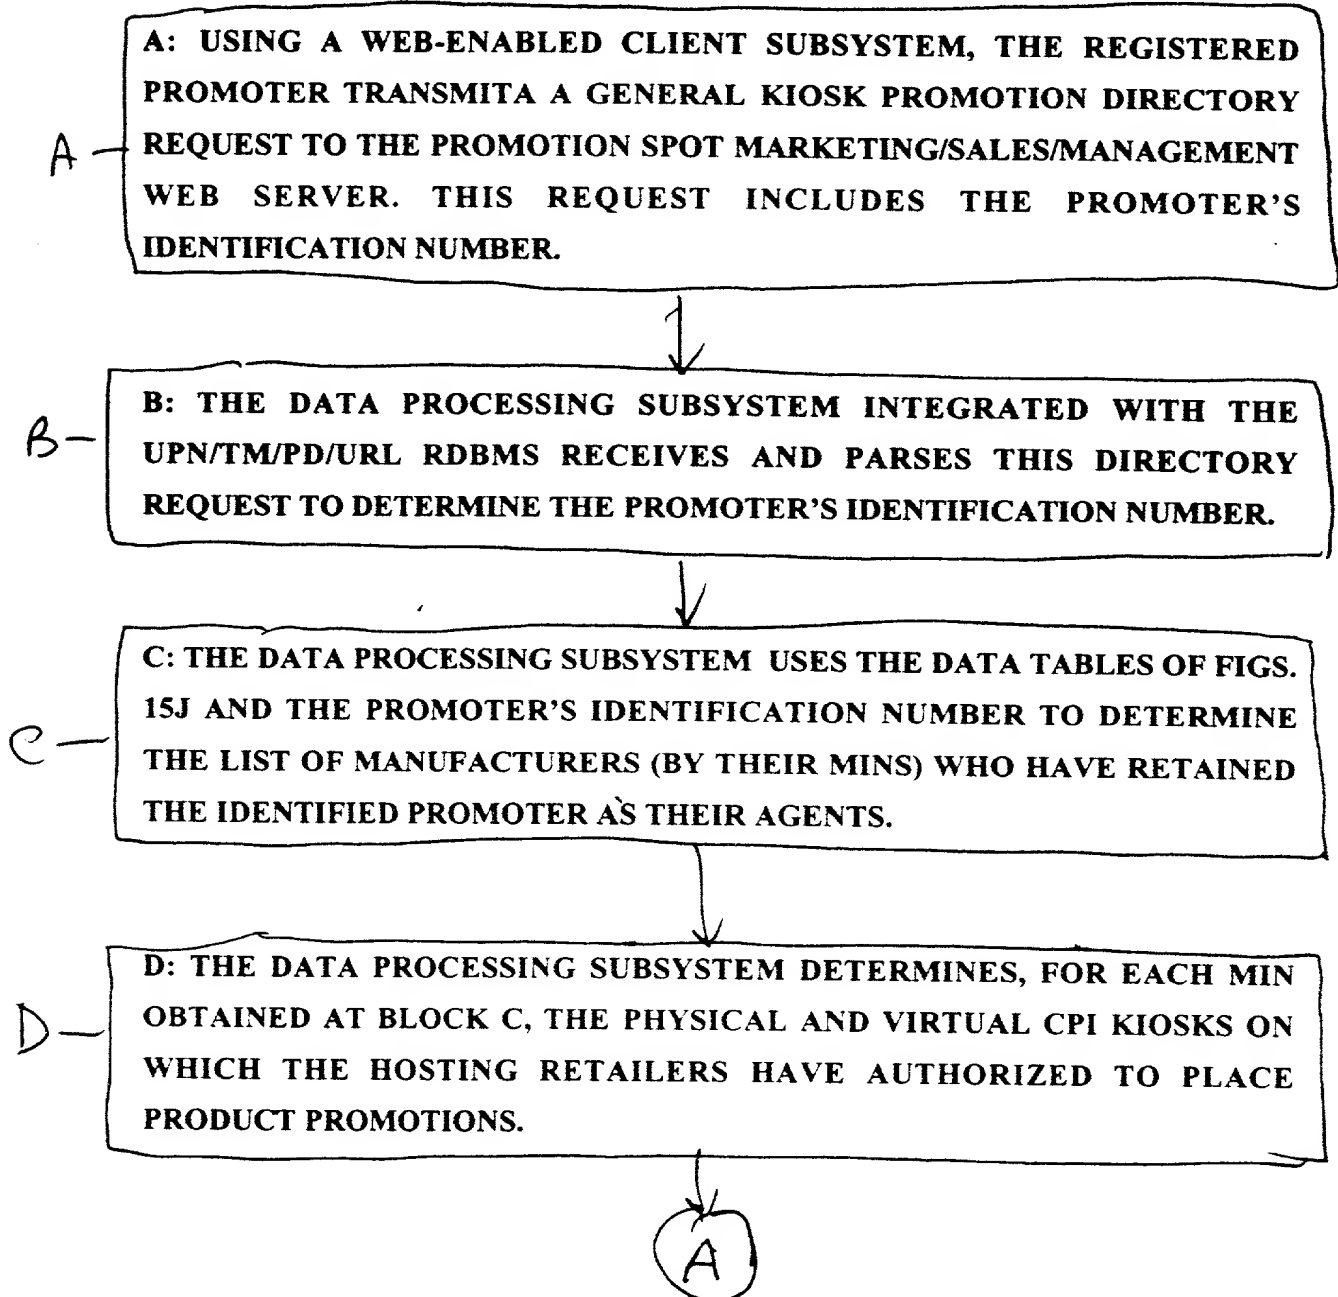 A: USING A WEB-ENABLED CLIENT SUBSYSTEM, THE REGISTERED
PROMOTER TRANSMITA A GENERAL KIOSK PROMOTION DIRECTORY
A REQUEST TO THE PROMOTION SPOT MARKETING/SALES/MANAGEMENT
WEB SERVER. THIS REQUEST INCLUDES THE PROMOTER'S
IDENTIFICATION NUMBER.
B: THE DATA PROCESSING SUBSYSTEM INTEGRATED WITH THE
B UPN/TM/PD/URL RDBMS RECEIVES AND PARSES THIS DIRECTORY
REQUEST TO DETERMINE THE PROMOTER'S IDENTIFICATION NUMBER.
C: THE DATA PROCESSING SUBSYSTEM USES THE DATA TABLES OF FIGS.
15J AND THE PROMOTER'S IDENTIFICATION NUMBER TO DETERMINE
C THE LIST OF MANUFACTURERS (BY THEIR MINS) WHO HAVE RETAINED
THE IDENTIFIED PROMOTER AS THEIR AGENTS.
D: THE DATA PROCESSING SUBSYSTEM DETERMINES, FOR EACH MIN
D OBTAINED AT BLOCK C, THE PHYSICAL AND VIRTUAL CPI KIOSKS ON
WHICH THE HOSTING RETAILERS HAVE AUTHORIZED TO PLACE
PRODUCT PROMOTIONS.
A